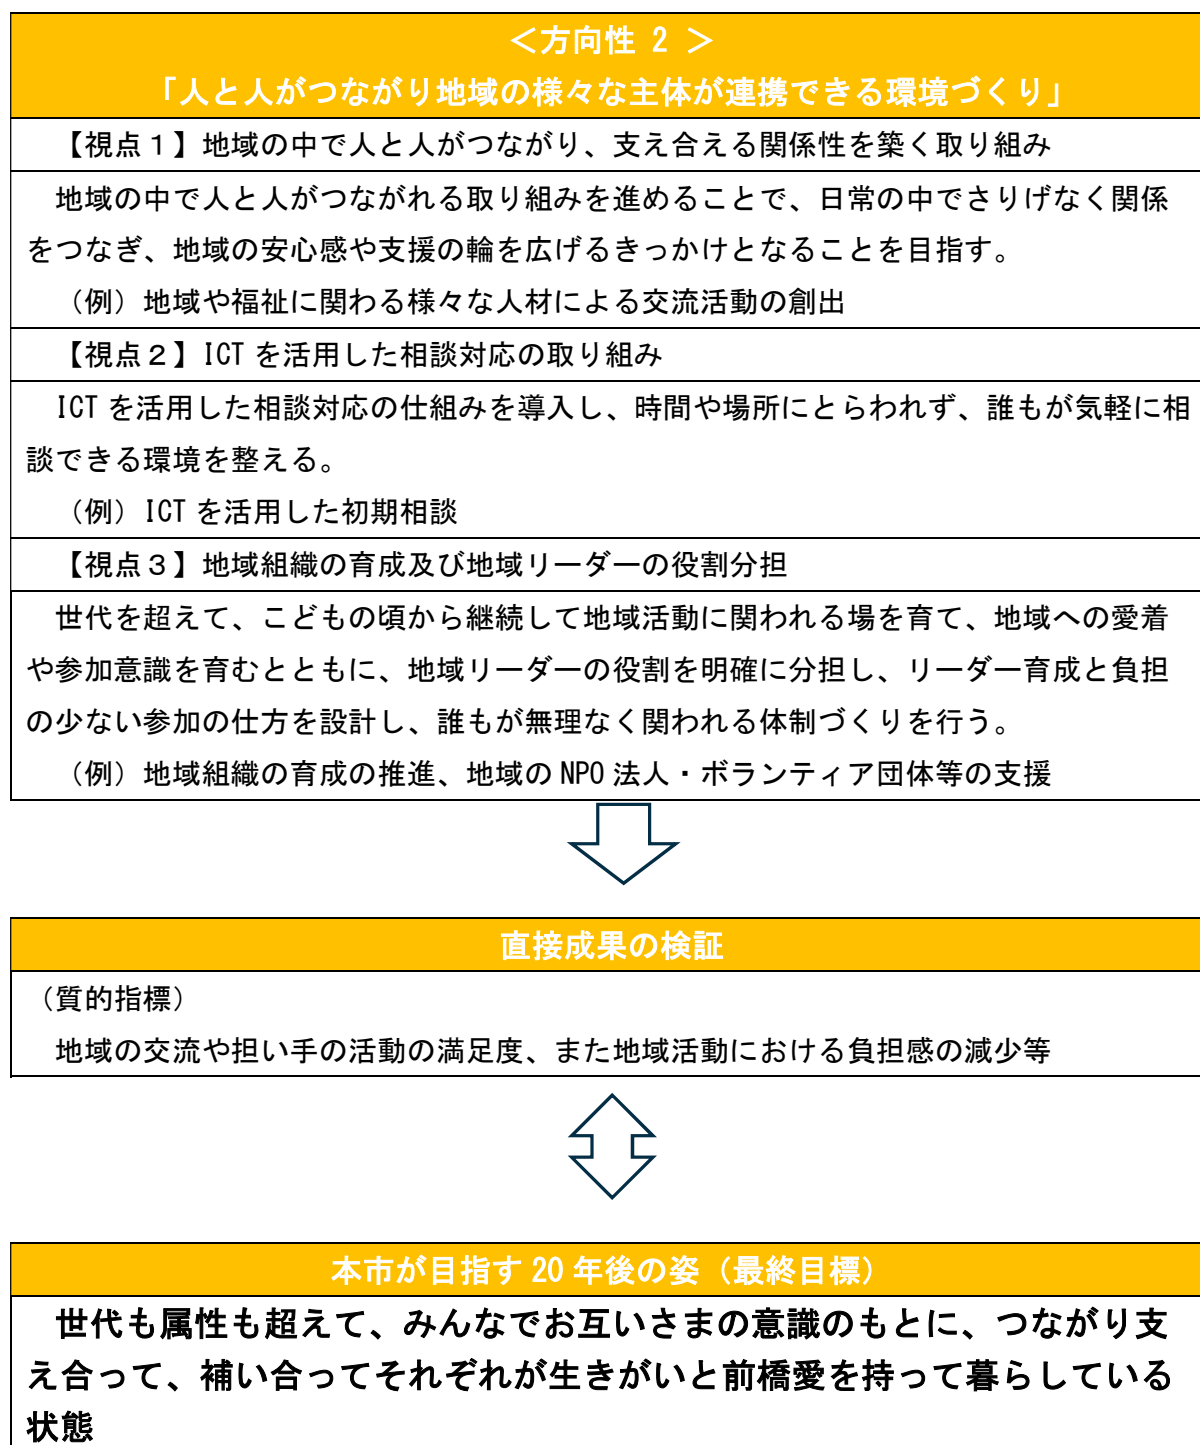 ＜方向性 2 ＞
「人と人がつながり地域の様々な主体が連携できる環境づくり」
【視点１】地域の中で人と人がつながり、支え合える関係性を築く取り組み
地域の中で人と人がつながれる取り組みを進めることで、日常の中でさりげなく関係
をつなぎ、地域の安心感や支援の輪を広げるきっかけとなることを目指す。
（例）地域や福祉に関わる様々な人材による交流活動の創出
【視点２】ICT を活用した相談対応の取り組み
ICT を活用した相談対応の仕組みを導入し、時間や場所にとらわれず、誰もが気軽に相
談できる環境を整える。
（例）ICT を活用した初期相談
【視点３】地域組織の育成及び地域リーダーの役割分担
世代を超えて、こどもの頃から継続して地域活動に関われる場を育て、地域への愛着
や参加意識を育むとともに、地域リーダーの役割を明確に分担し、リーダー育成と負担
の少ない参加の仕方を設計し、誰もが無理なく関われる体制づくりを行う。
（例）地域組織の育成の推進、地域の NPO 法人・ボランティア団体等の支援
直接成果の検証
（質的指標）
地域の交流や担い手の活動の満足度、また地域活動における負担感の減少等
本市が目指す 20 年後の姿（最終目標）
世代も属性も超えて、みんなでお互いさまの意識のもとに、つながり支
え合って、補い合ってそれぞれが生きがいと前橋愛を持って暮らしている
状態